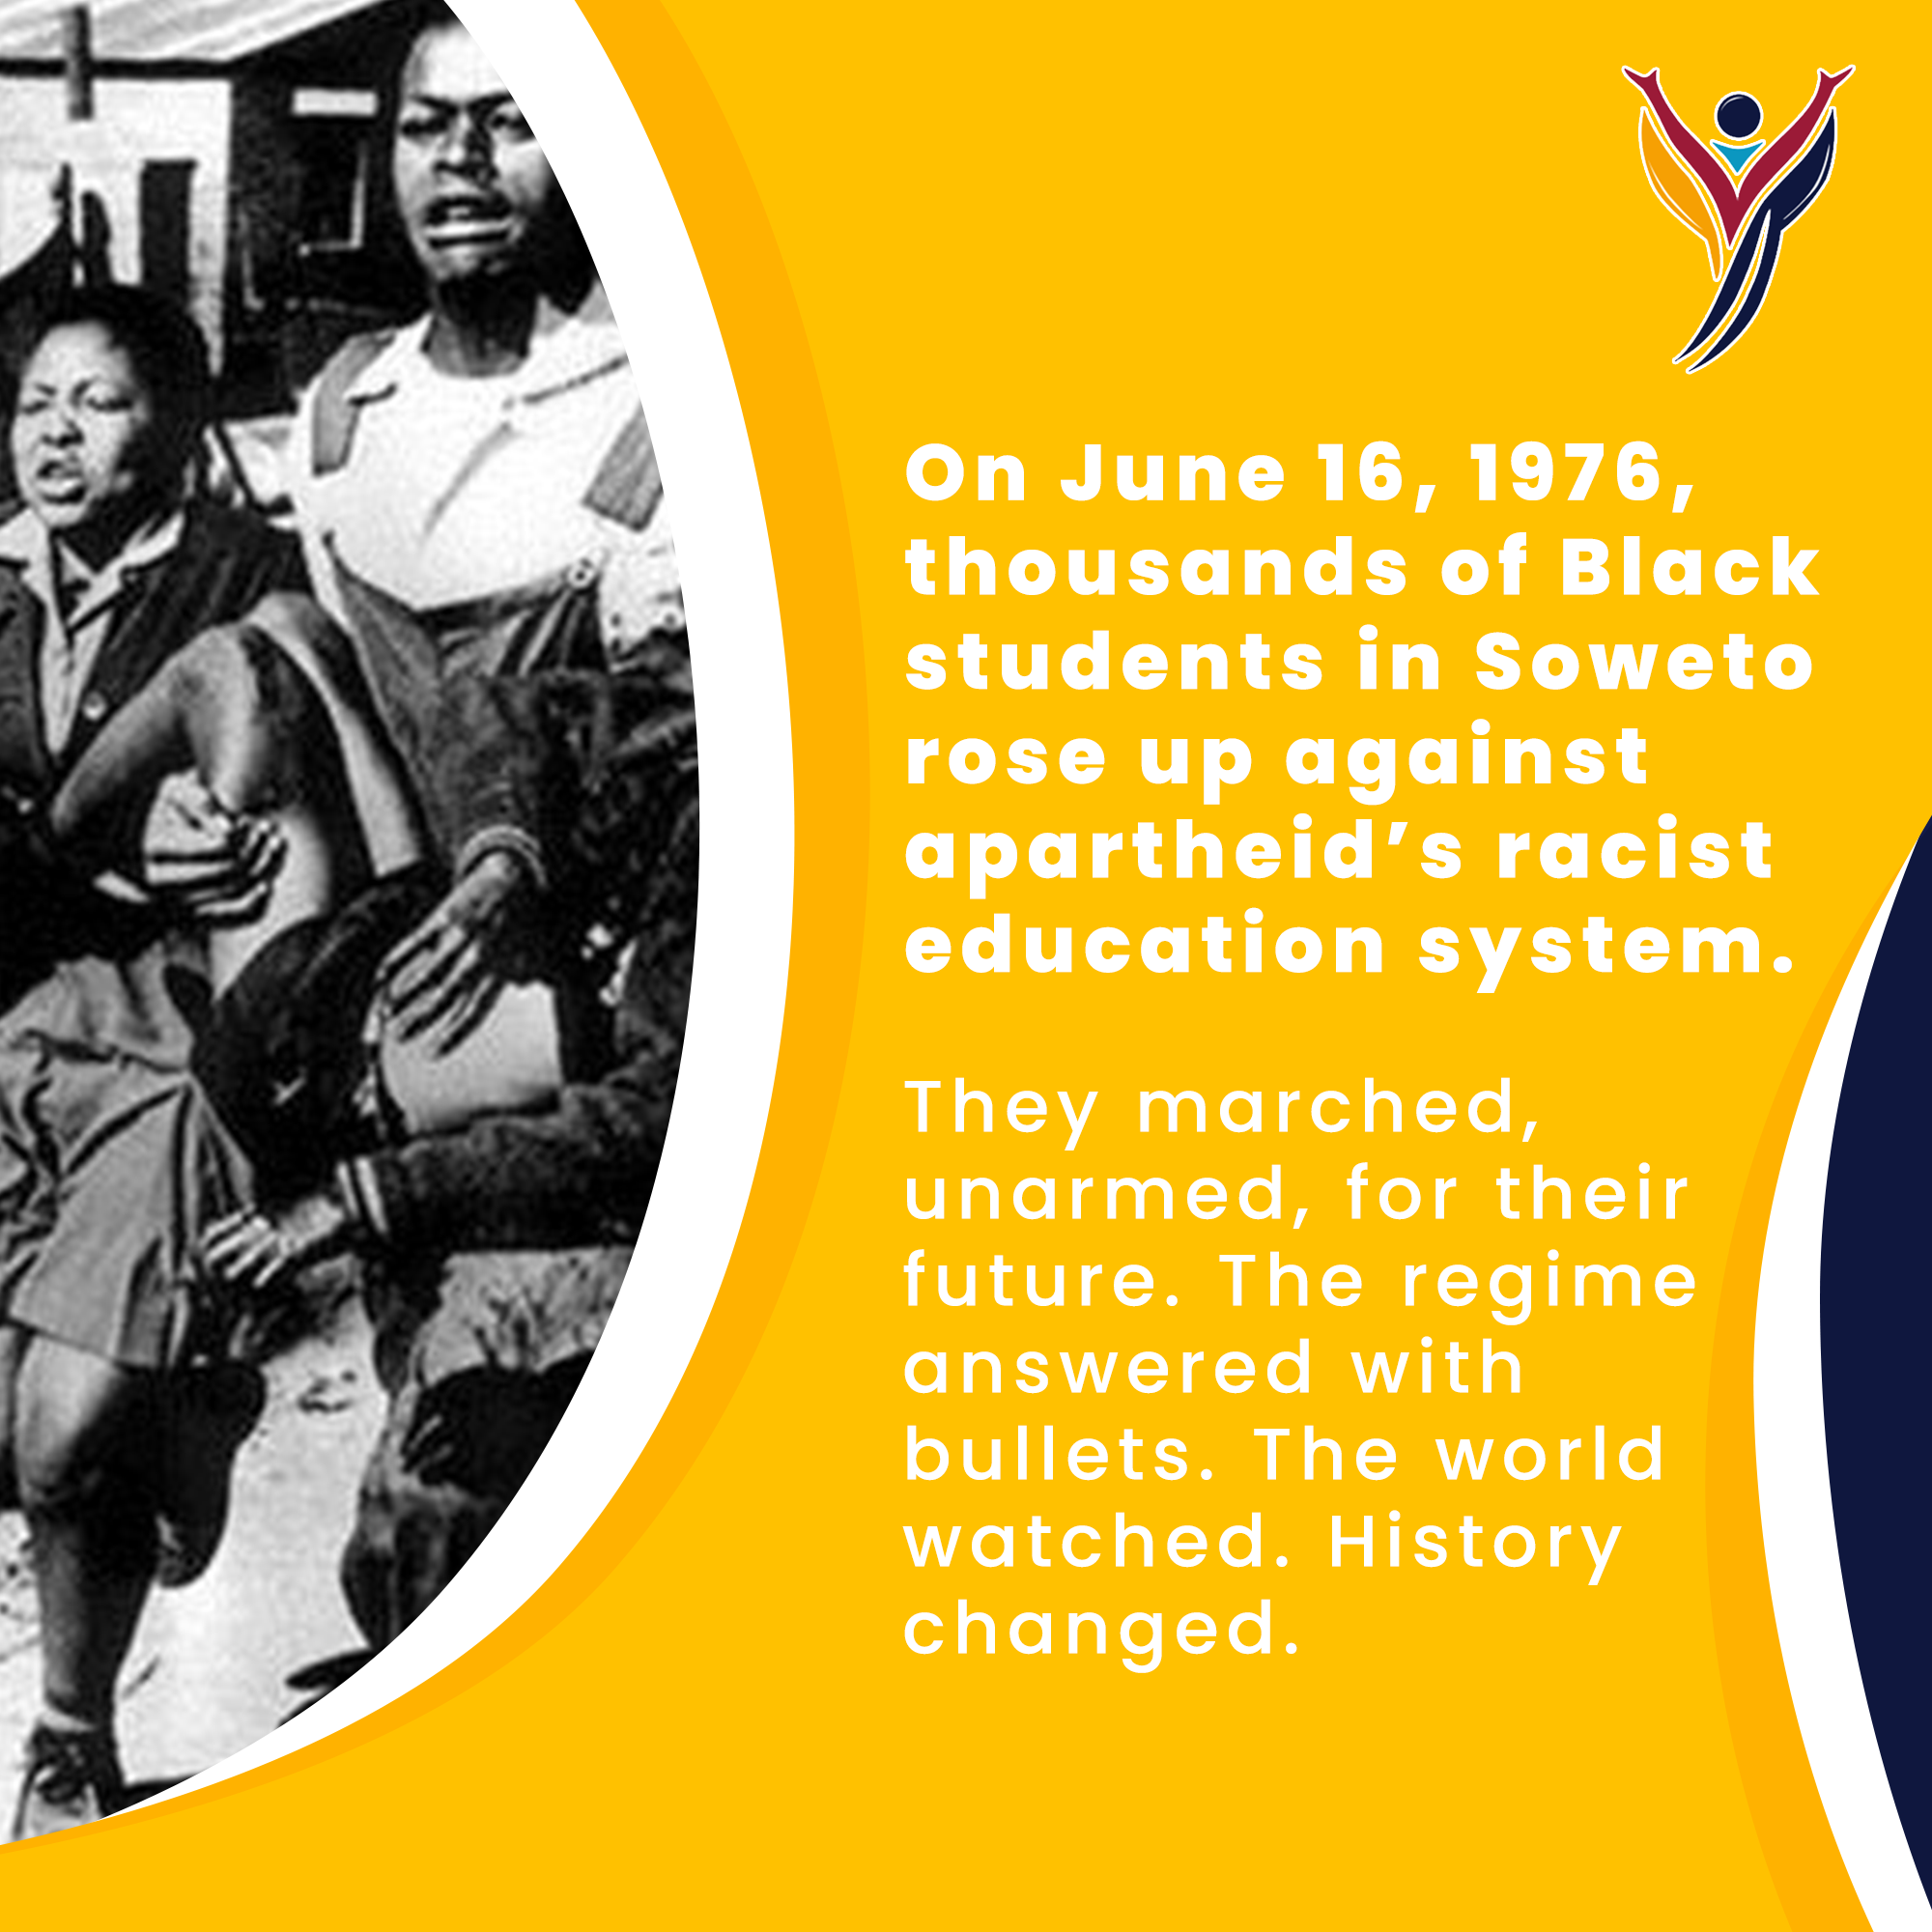 On June 16, 1976,
thousands of Black
students in Soweto
rose up against
apartheid’s racist
education system.
They marched,
unarmed, for their
future. The regime
answered with
bullets. The world
watched. History
changed.